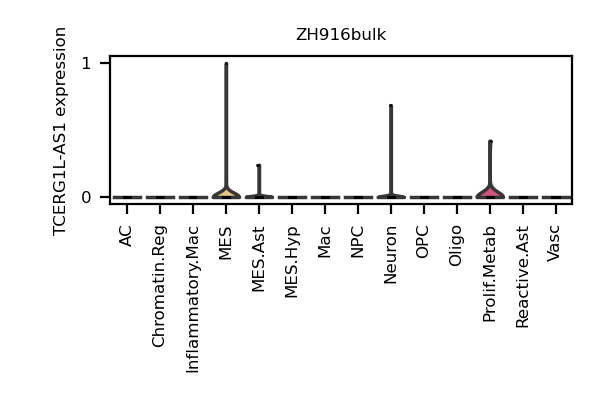 ZH916bulk
TCERG1L-AS1 expression
1
0
AC
Chromatin.Reg
Inflammatory.Mac
MES
MES.Ast
MES.Hyp
Mac
NPC
Neuron
OPC
Oligo
Prolif.Metab
Reactive.Ast
Vasc